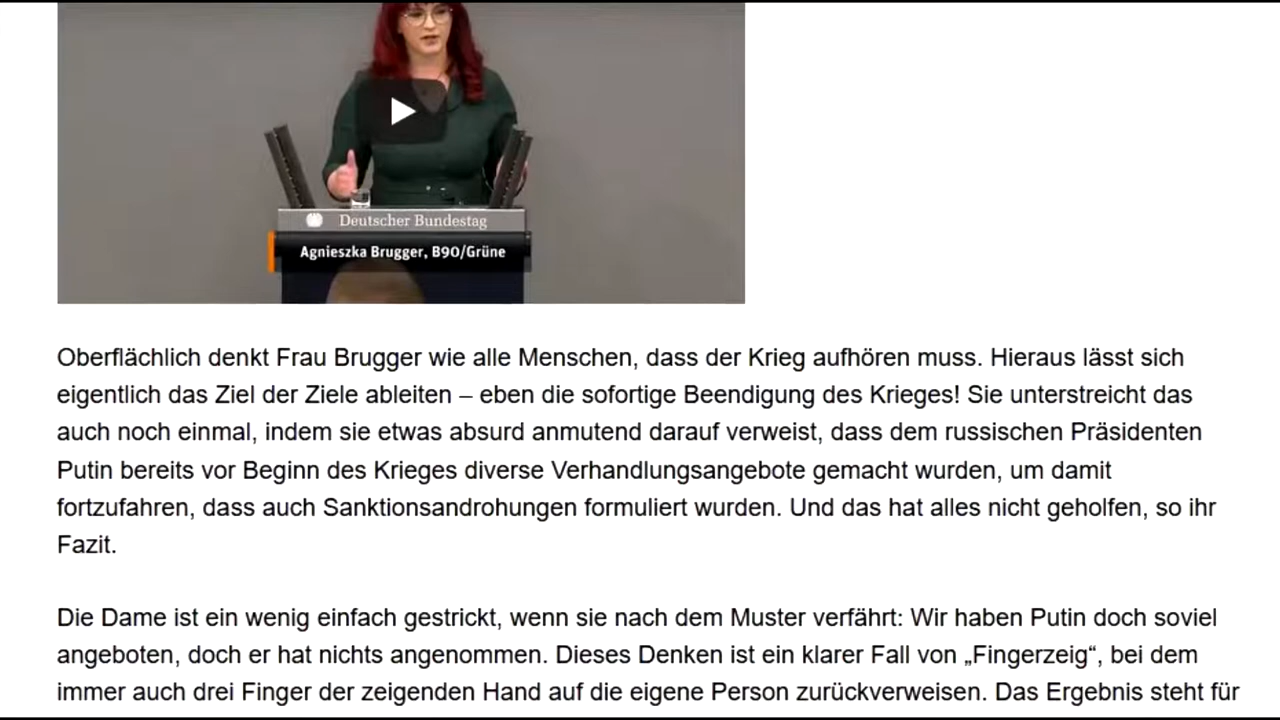 Deutscher Bundestag
Agnieszka Brugger, B90/Grüne
Oberflächlich denkt Frau Brugger wie alle Menschen, dass der Krieg aufhören muss. Hieraus lässt sich
eigentlich das Ziel der Ziele ableiten – eben die sofortige Beendigung des Krieges! Sie unterstreicht das
auch noch einmal, indem sie etwas absurd anmutend darauf verweist, dass dem russischen Präsidenten
Putin bereits vor Beginn des Krieges diverse Verhandlungsangebote gemacht wurden, um damit
fortzufahren, dass auch Sanktionsandrohungen formuliert wurden. Und das hat alles nicht geholfen, so ihr
Fazit.
Die Dame ist ein wenig einfach gestrickt, wenn sie nach dem Muster verfährt: Wir haben Putin doch soviel
angeboten, doch er hat nichts angenommen. Dieses Denken ist ein klarer Fall von „Fingerzeig“, bei dem
immer auch drei Finger der zeigenden Hand auf die eigene Person zurückverweisen. Das Ergebnis steht für